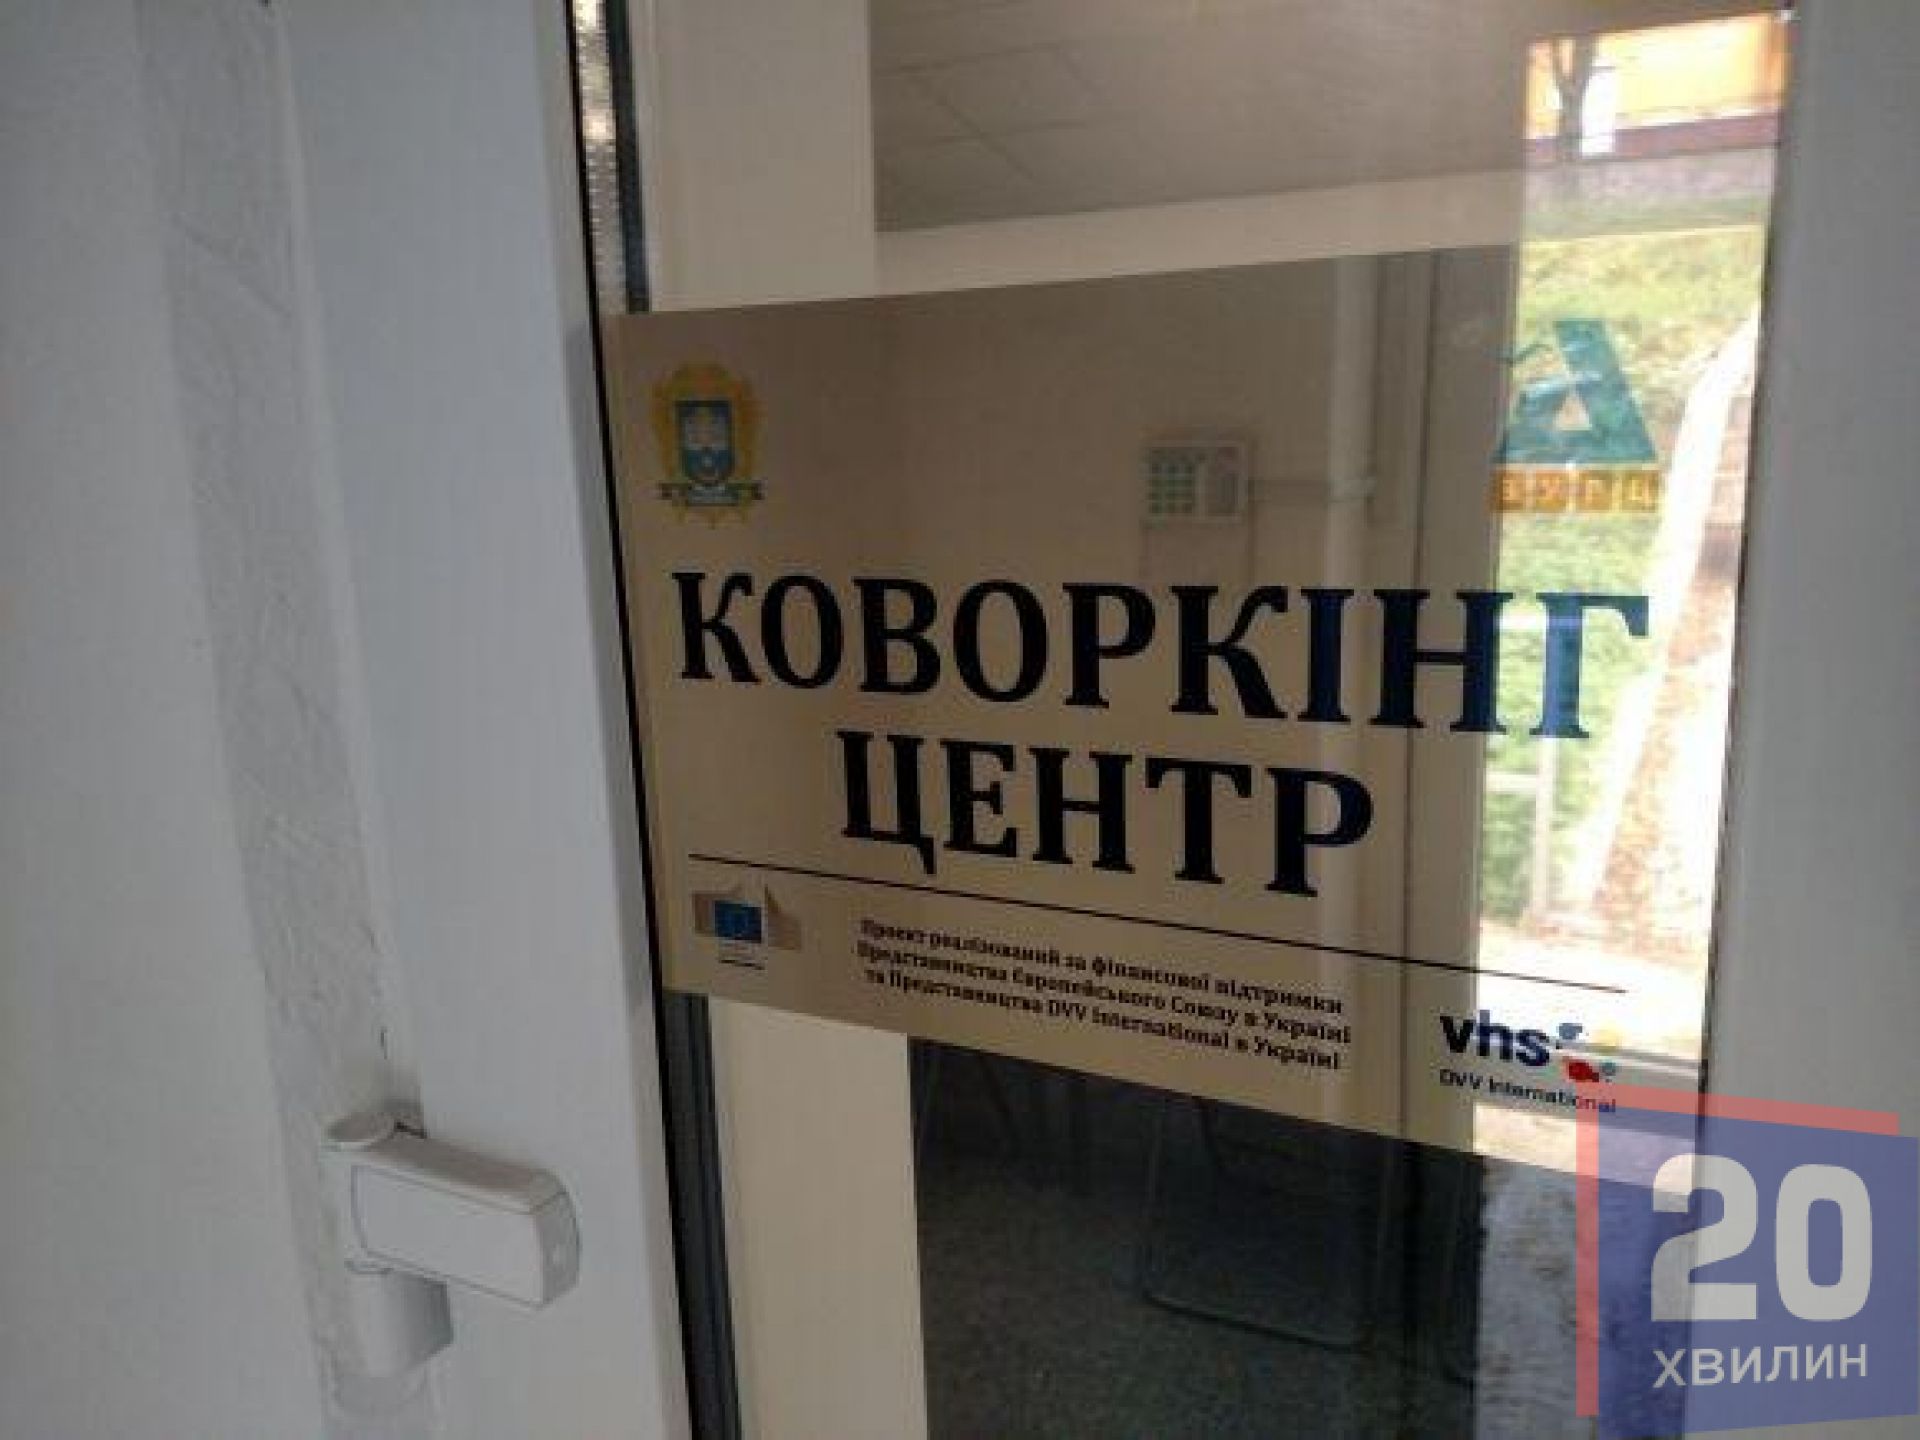 КОВОРКІНГ
ЦЕНТР
Проект реалізований за фінансової підтримки
Представництва Європейського Союзу в Україні
та Представництва DVV International в Україні
vhs
DVV International
20
ХВИЛИН